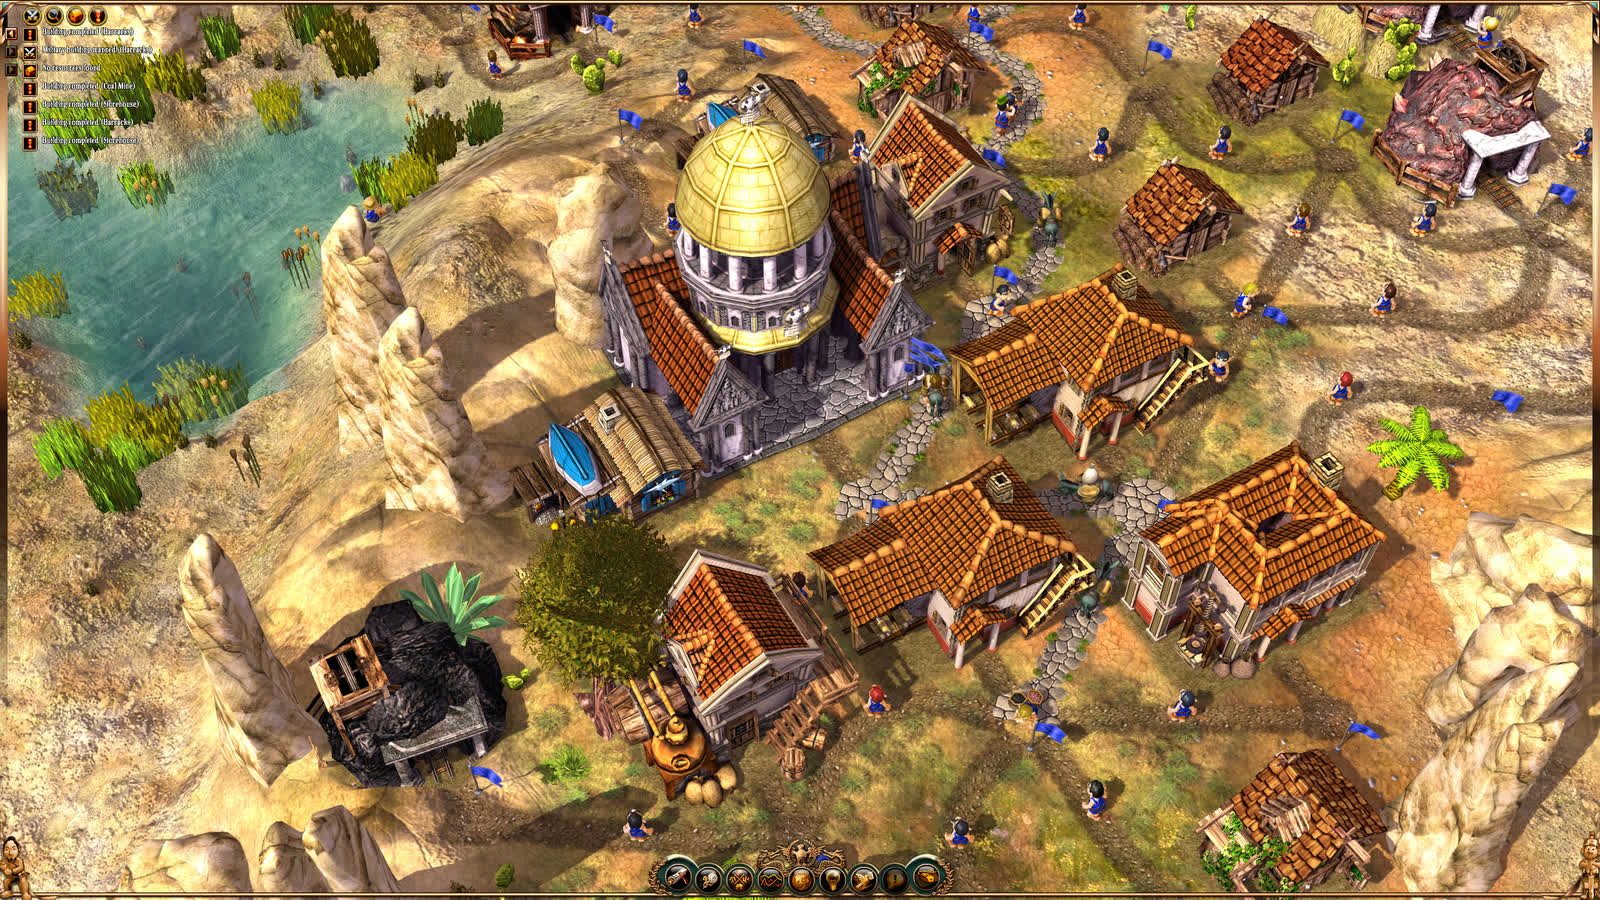 Building completed (Barracks)
Military building manned! (Barracks)
No resources found
Building completed (Coal Mine)
Building completed (Storehouse)
Building completed (Barracks)
Building completed (Storehouse)